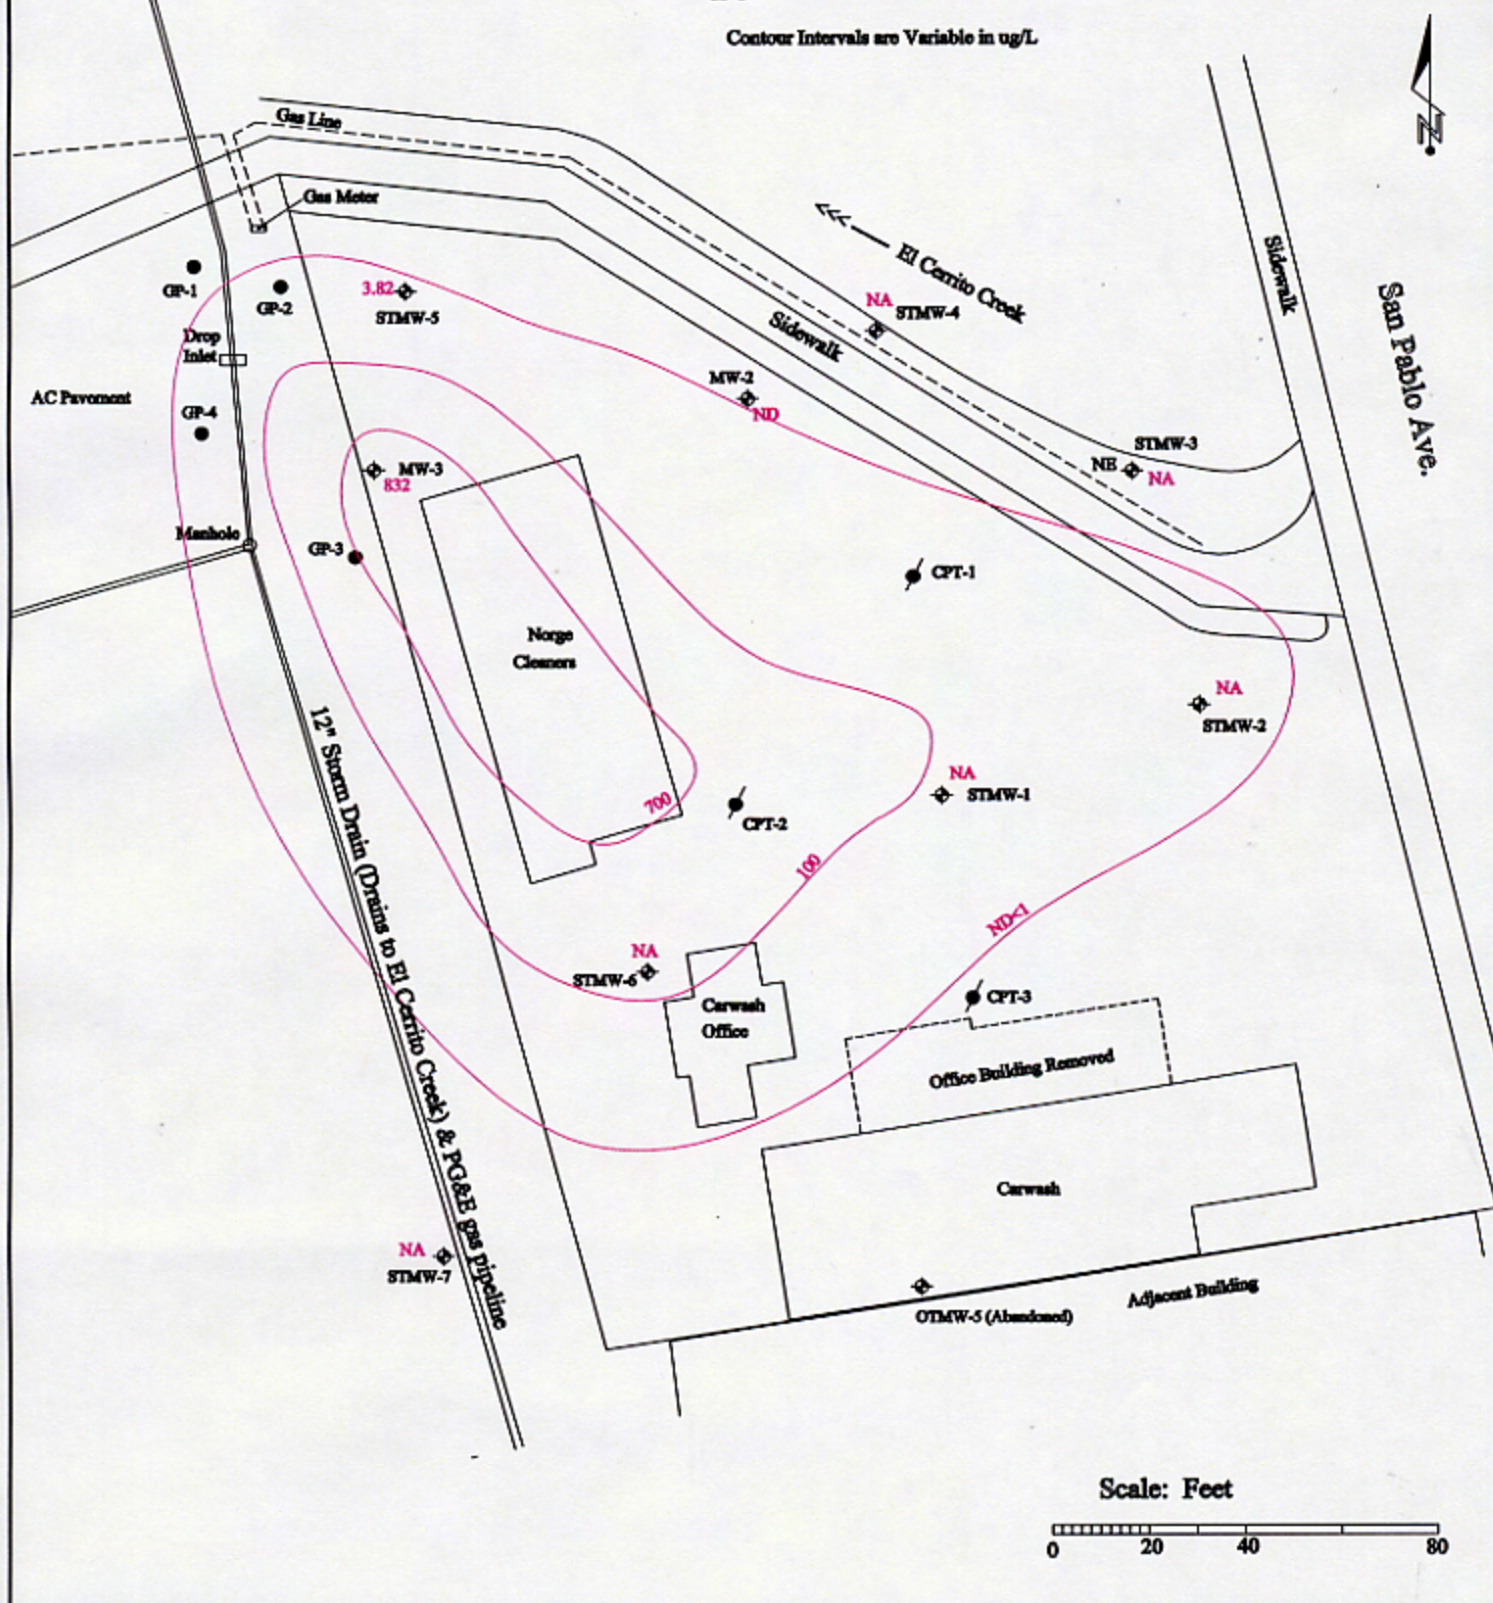 Contour Intervals are Variable in ug/L
N
Gas Line
Gas Meter
El Cerrito Creek
Sidewalk
San Pablo Ave.
GP-1
GP-2
3.82
STMW-5
NA
STMW-4
Sidewalk
Drop
Inlet
AC Pavement
GP-4
MW-2
ND
STMW-3
NE
NA
MW-3
832
Manhole
GP-3
CPT-1
Norge
Cleaners
NA
STMW-2
12" Storm Drain (Drains to El Cerrito Creek) & PG&E gas pipeline
NA
STMW-1
700
CPT-2
100
ND<1
NA
STMW-6
Carwash
Office
CPT-3
Office Building Removed
Carwash
NA
STMW-7
Adjacent Building
OTMW-5 (Abandoned)
Scale: Feet
0 20 40 80